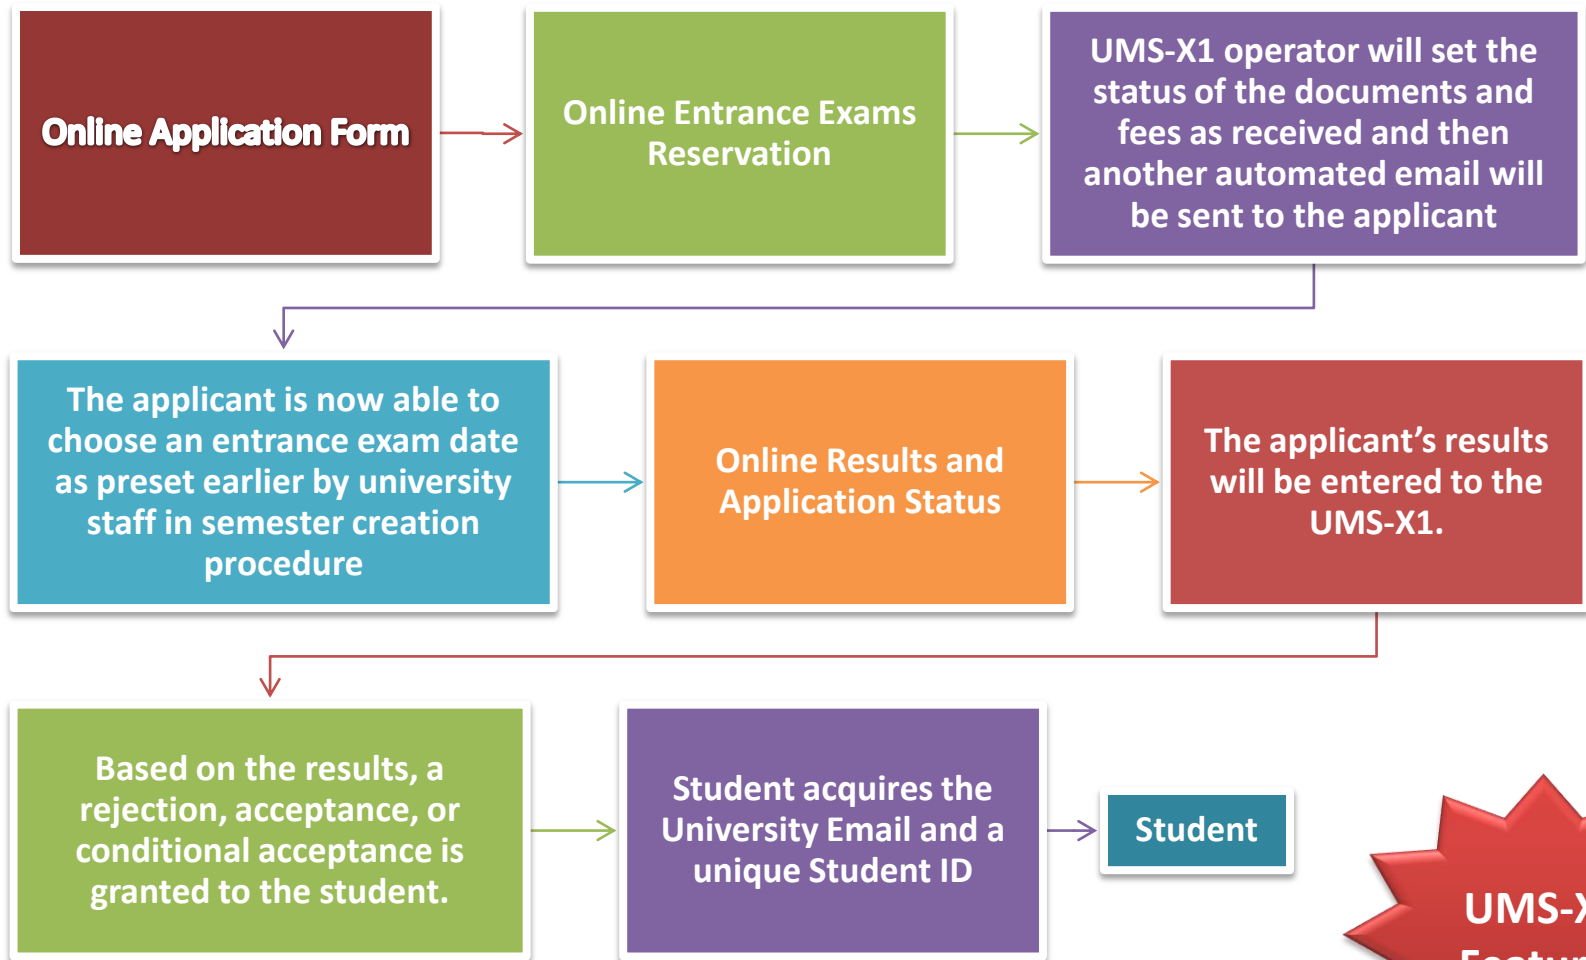 Online Application Form
Online Entrance Exams
Reservation
UMS-X1 operator will set the
status of the documents and
fees as received and then
another automated email will
be sent to the applicant
The applicant is now able to
choose an entrance exam date
as preset earlier by university
staff in semester creation
procedure
Online Results and
Application Status
The applicant’s results
will be entered to the
UMS-X1.
Based on the results, a
rejection, acceptance, or
conditional acceptance is
granted to the student.
Student acquires the
University Email and a
unique Student ID
Student
UMS-X